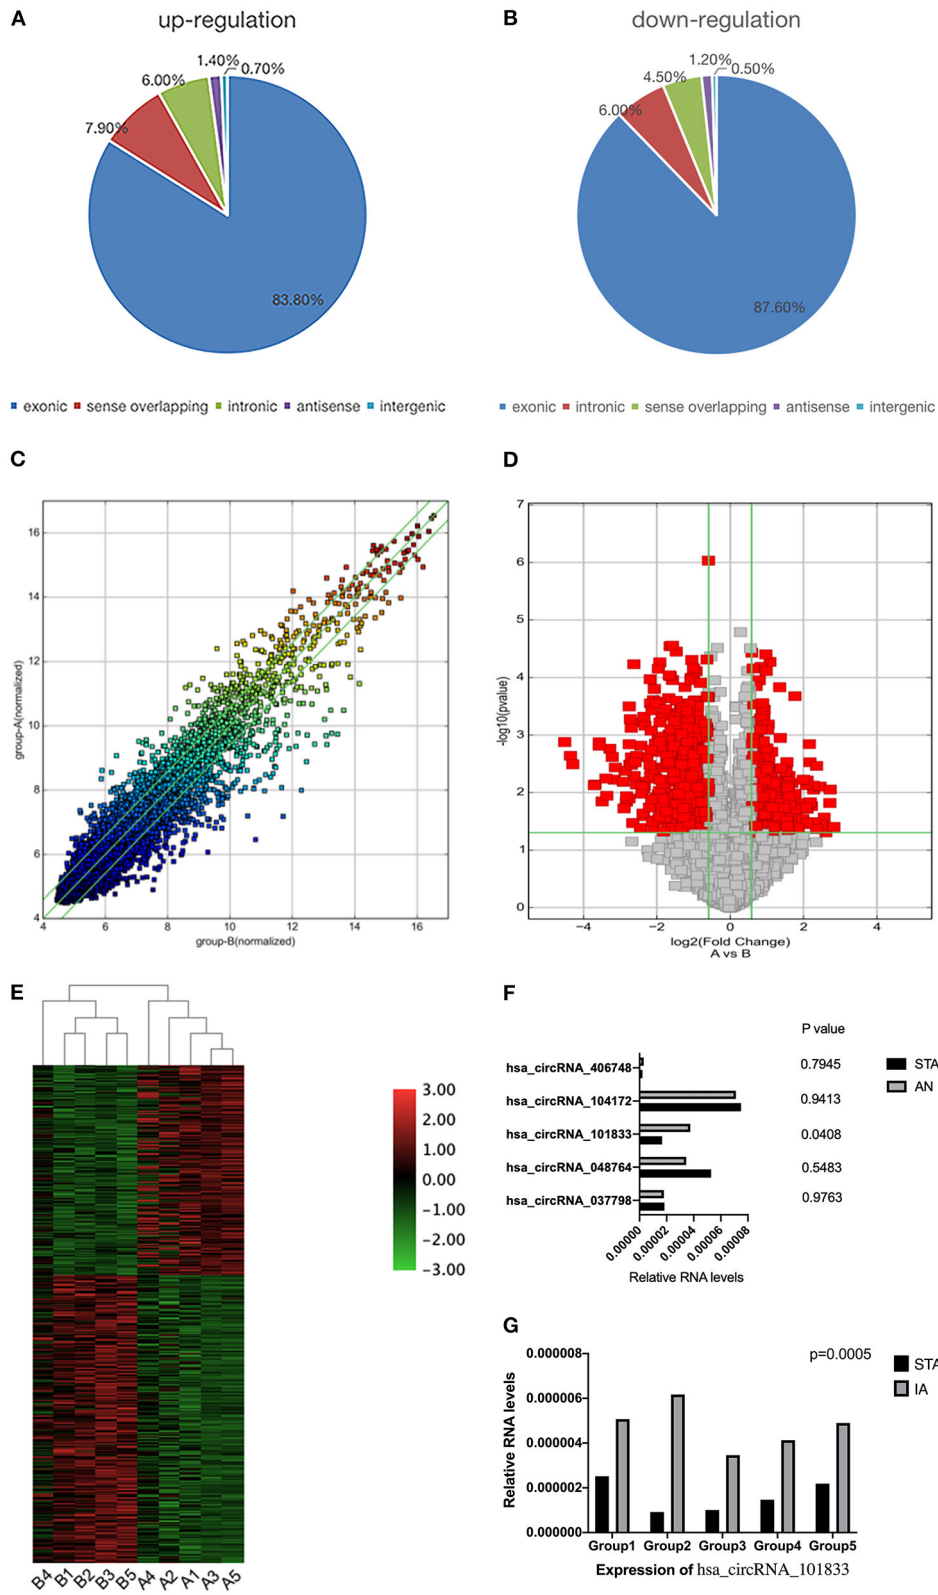 A
up-regulation
1.40%
0.70%
6.00%
7.90%
83.80%
exonic sense overlapping intronic antisense intergenic
B
down-regulation
1.20%
0.50%
4.50%
6.00%
87.60%
exonic intronic sense overlapping antisense intergenic
C
16
14
12
10
8
6
4
group-A(normalized)
4 6 8 10 12 14 16
group-B(normalized)
D
7
6
5
4
3
2
1
0
-log10(pvalue)
−4 −2 0 2 4
log2(Fold Change)
A vs B
E
3.00
2.00
1.00
0.00
−1.00
−2.00
−3.00
B4 B1 B2 B3 B5 A4 A2 A1 A3 A5
F
P value
hsa_circRNA_406748 0.7945
hsa_circRNA_104172 0.9413
hsa_circRNA_101833 0.0408
hsa_circRNA_048764 0.5483
hsa_circRNA_037798 0.9763
STA
AN
0.00000 0.00002 0.00004 0.00006 0.00008
Relative RNA levels
G
p=0.0005
STA
IA
0.000008
0.000006
0.000004
0.000002
0.000000
Relative RNA levels
Group1 Group2 Group3 Group4 Group5
Expression of hsa_circRNA_101833